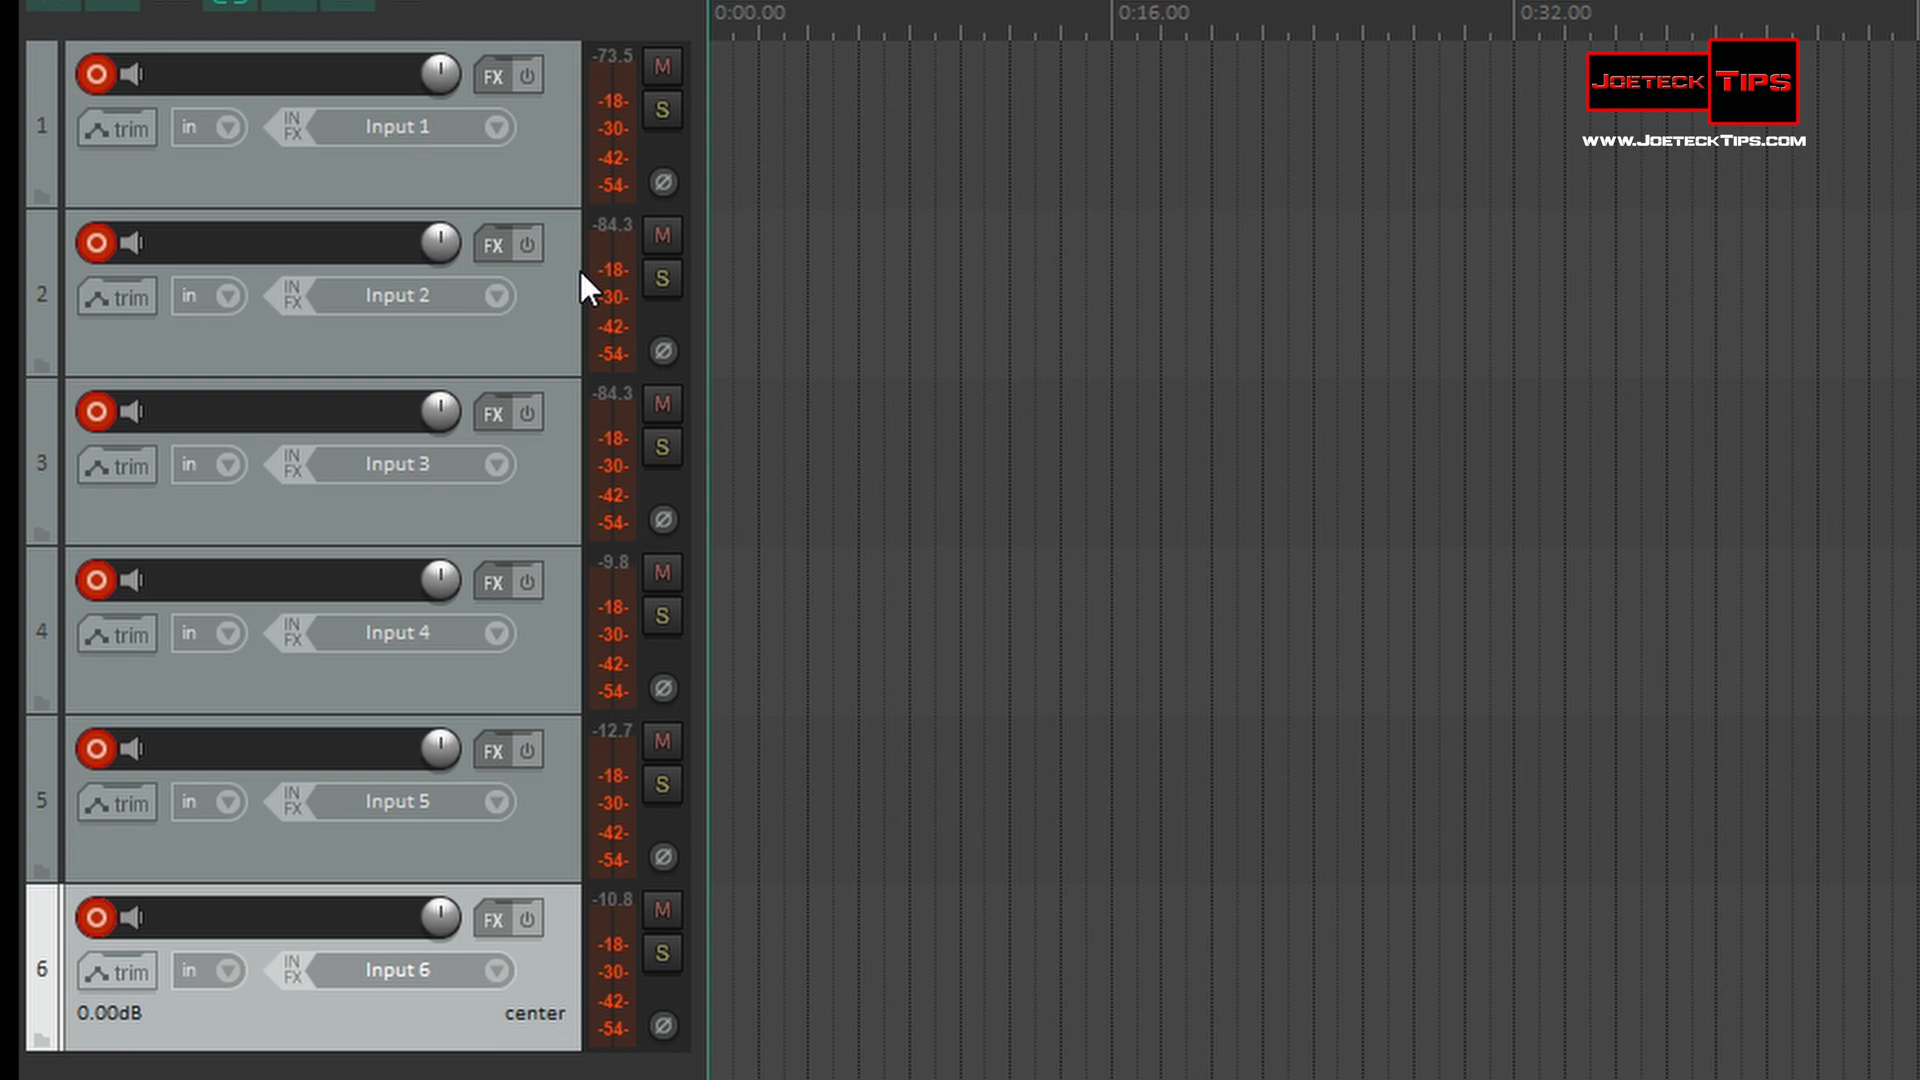 0:00.00 0:16.00 0:32.00
JOETECK TIPS
WWW.JOETECKTIPS.COM
FX -73.5 M
1 trim in IN FX Input 1 -18- S
-30-
-42-
-54-
FX -84.3 M
2 trim in IN FX Input 2 -18- S
-30-
-42-
-54-
FX -84.3 M
3 trim in IN FX Input 3 -18- S
-30-
-42-
-54-
FX -9.8 M
4 trim in IN FX Input 4 -18- S
-30-
-42-
-54-
FX -12.7 M
5 trim in IN FX Input 5 -18- S
-30-
-42-
-54-
FX -10.8 M
6 trim in IN FX Input 6 -18- S
-30-
-42-
-54-
0.00dB center